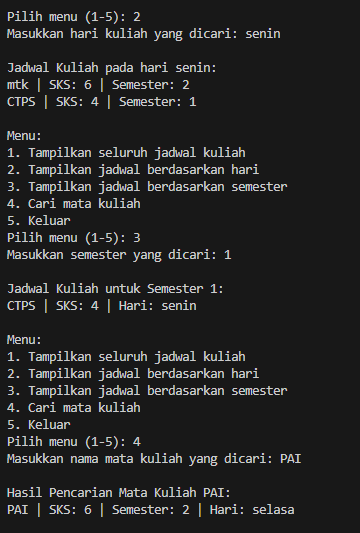 Pilih menu (1-5): 2
Masukkan hari kuliah yang dicari: senin
Jadwal Kuliah pada hari senin:
mtk | SKS: 6 | Semester: 2
CTPS | SKS: 4 | Semester: 1
Menu:
1. Tampilkan seluruh jadwal kuliah
2. Tampilkan jadwal berdasarkan hari
3. Tampilkan jadwal berdasarkan semester
4. Cari mata kuliah
5. Keluar
Pilih menu (1-5): 3
Masukkan semester yang dicari: 1
Jadwal Kuliah untuk Semester 1:
CTPS | SKS: 4 | Hari: senin
Menu:
1. Tampilkan seluruh jadwal kuliah
2. Tampilkan jadwal berdasarkan hari
3. Tampilkan jadwal berdasarkan semester
4. Cari mata kuliah
5. Keluar
Pilih menu (1-5): 4
Masukkan nama mata kuliah yang dicari: PAI
Hasil Pencarian Mata Kuliah PAI:
PAI | SKS: 6 | Semester: 2 | Hari: selasa